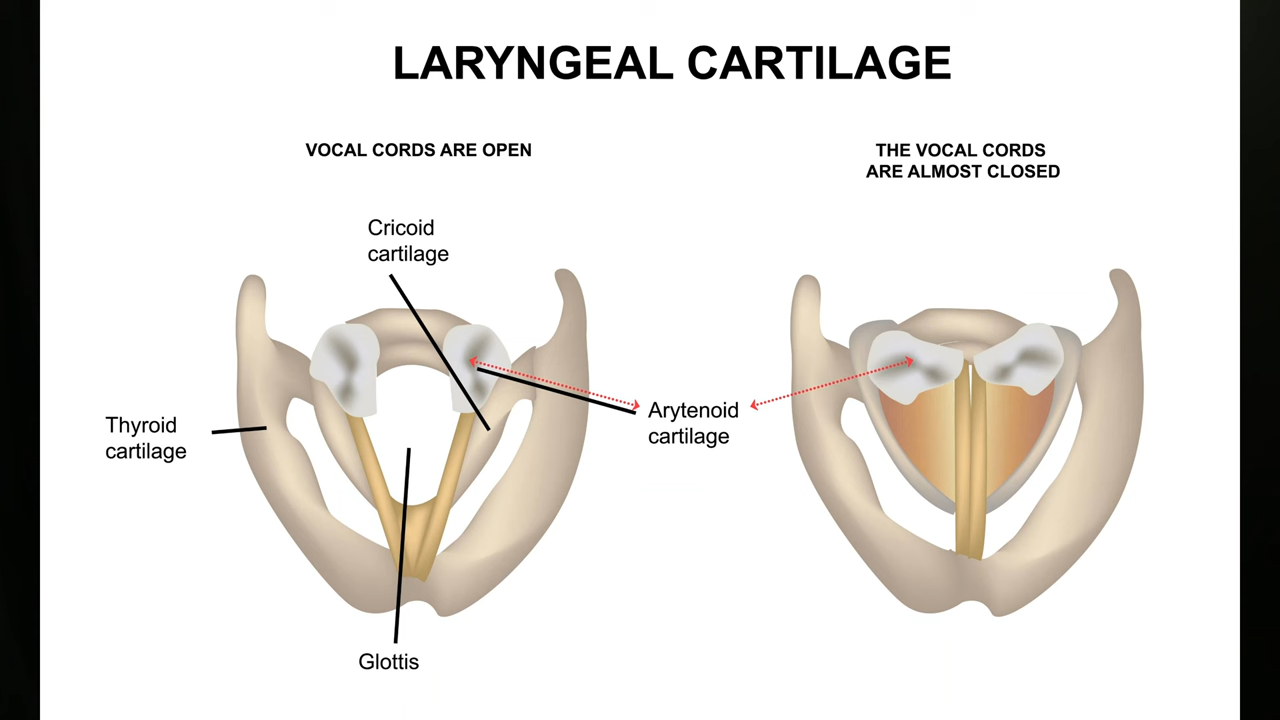 LARYNGEAL CARTILAGE
VOCAL CORDS ARE OPEN
THE VOCAL CORDS
ARE ALMOST CLOSED
Cricoid
cartilage
Thyroid
cartilage
Arytenoid
cartilage
Glottis